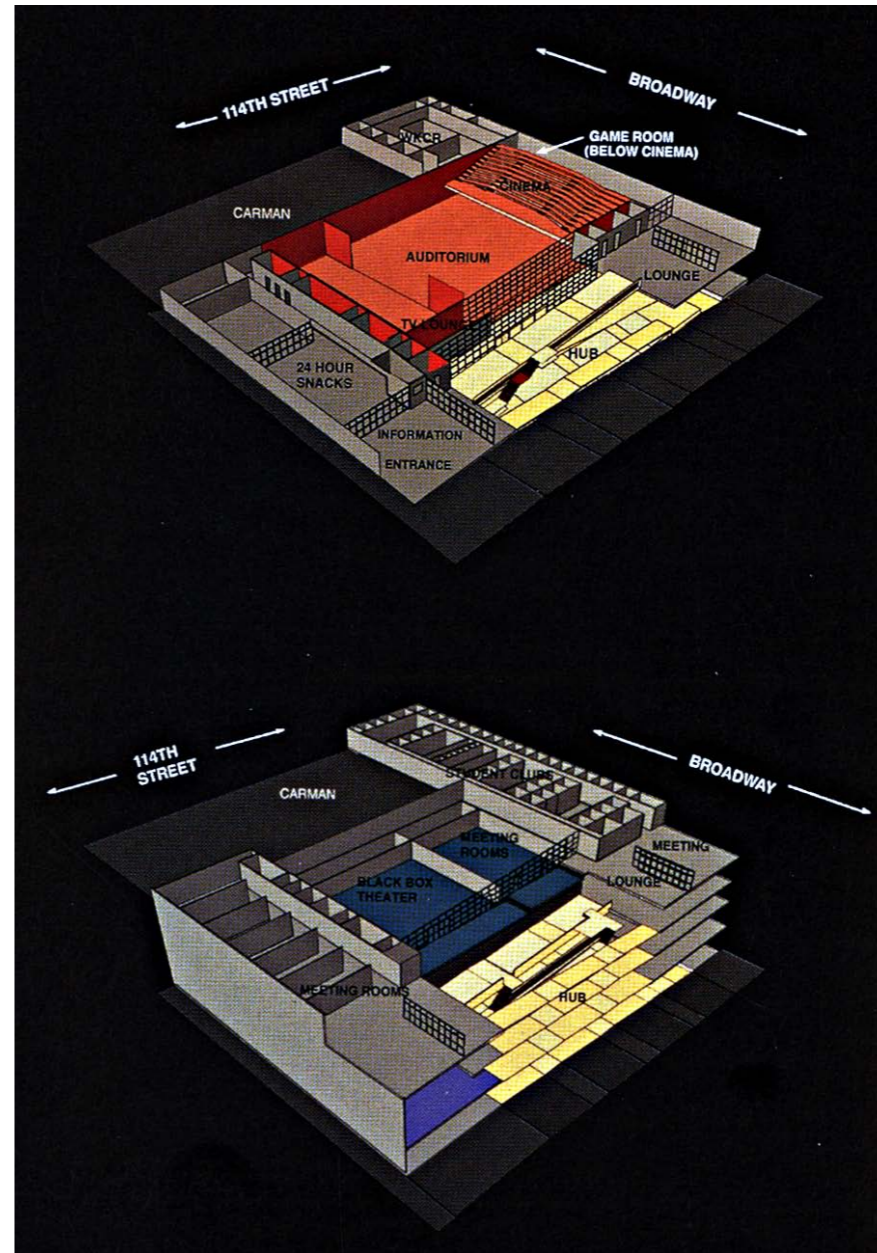 114TH STREET
BROADWAY
WKCR
GAME ROOM
(BELOW CINEMA)
CINEMA
CARMAN
AUDITORIUM
LOUNGE
TV LOUNGE
HUB
24 HOUR
SNACKS
INFORMATION
ENTRANCE
114TH
STREET
BROADWAY
STUDENT CLUBS
CARMAN
MEETING
ROOMS
MEETING
LOUNGE
BLACK BOX
THEATER
MEETING ROOMS
HUB